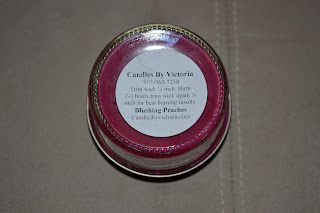 Candles By Victoria
Trim wick ¼ inch. Burn
2-3 hours trim wick again ¼
inch for best burning results
Blushing Peaches
Candlesbyvictoria.com